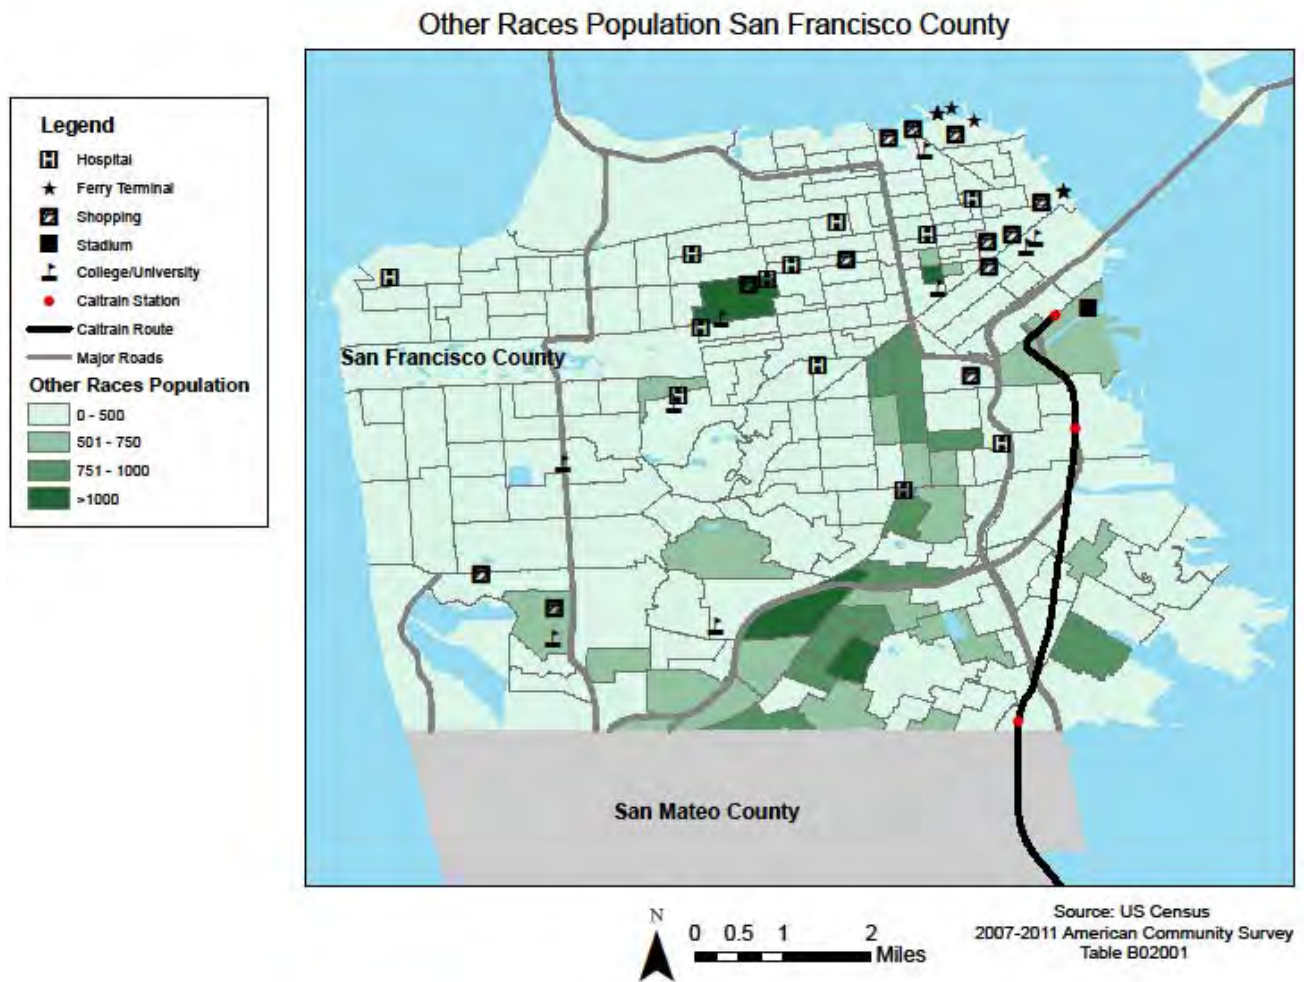 Other Races Population San Francisco County
Legend
Hospital
Ferry Terminal
Shopping
Stadium
College/University
Caltrain Station
Caltrain Route
Major Roads
Other Races Population
0 - 500
501 - 750
751 - 1000
>1000
San Francisco County
San Mateo County
N
0 0.5 1 2
Miles
Source: US Census
2007-2011 American Community Survey
Table B02001